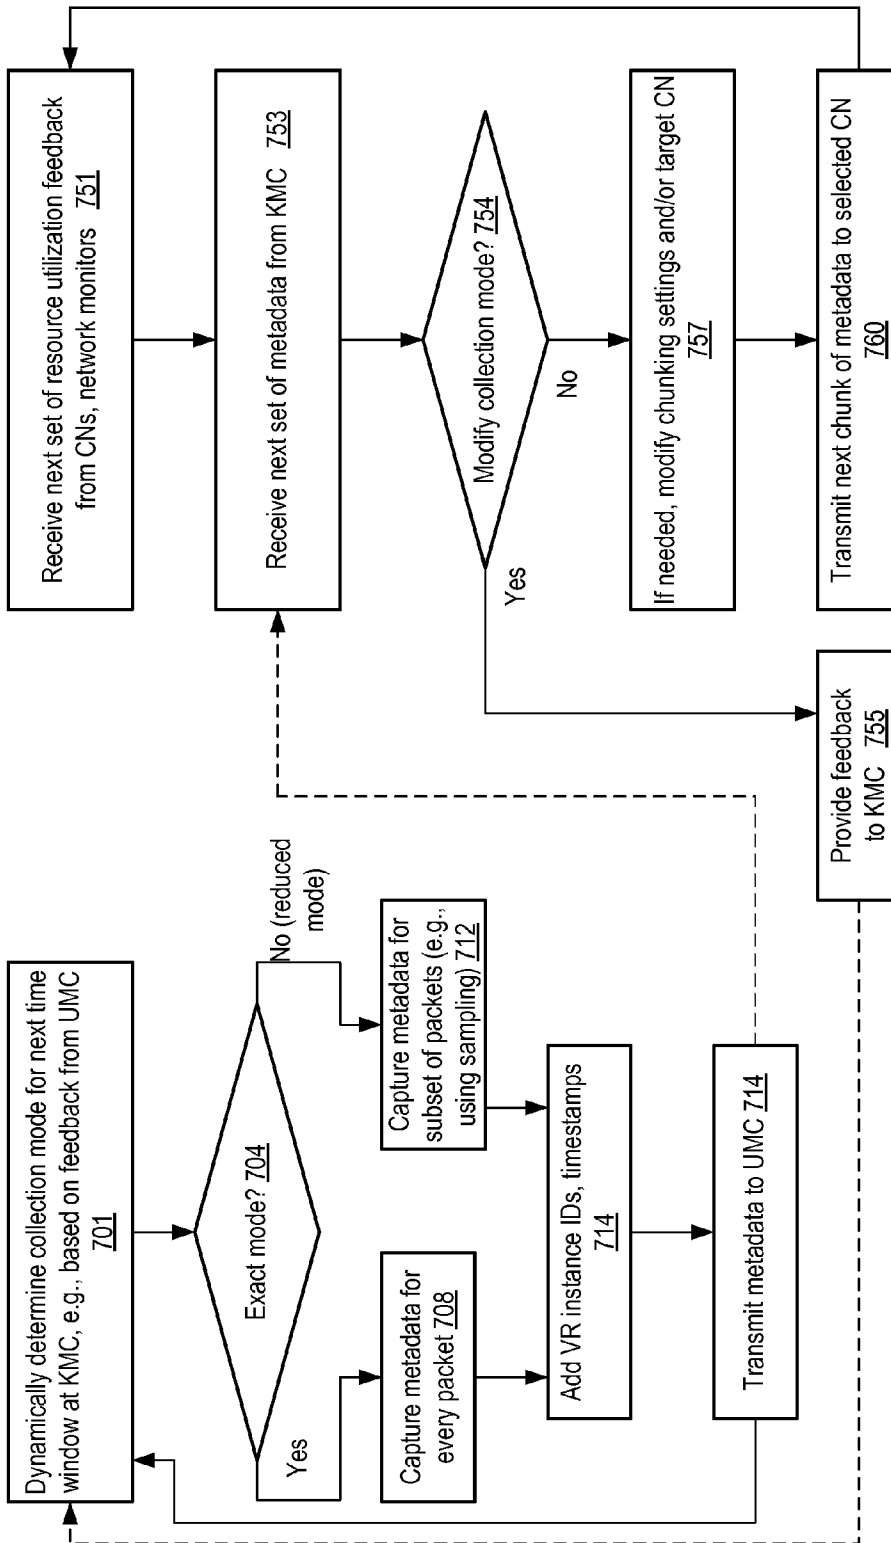 Dynamically determine collection mode for next time
window at KMC, e.g., based on feedback from UMC
701
Exact mode? 704
Yes
No (reduced
mode)
Capture metadata for
every packet 708
Capture metadata for
subset of packets (e.g.,
using sampling) 712
Add VR instance IDs, timestamps
714
Transmit metadata to UMC 714
Receive next set of resource utilization feedback
from CNs, network monitors 751
Receive next set of metadata from KMC 753
Modify collection mode? 754
Yes
No
Provide feedback
to KMC 755
If needed, modify chunking settings and/or target CN
757
Transmit next chunk of metadata to selected CN
760